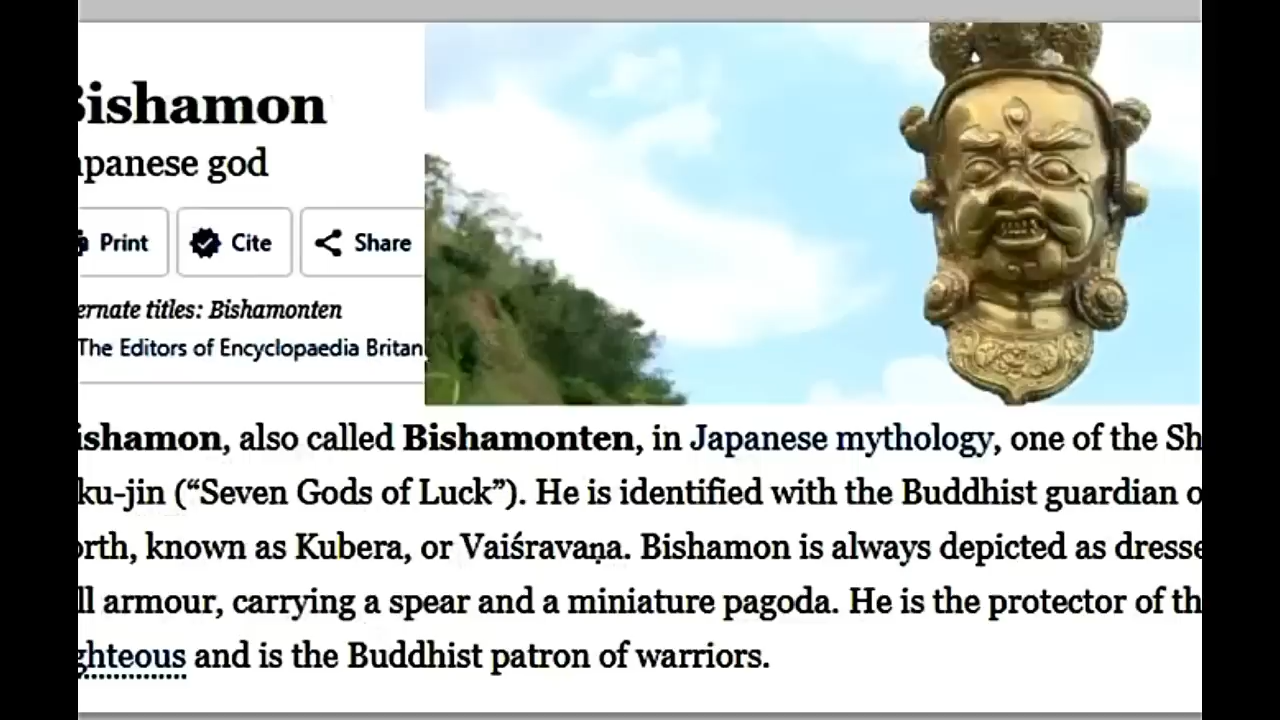 Bishamon
apanese god
Print Cite Share
ernate titles: Bishamonten
The Editors of Encyclopaedia Britan
ishamon, also called Bishamonten, in Japanese mythology, one of the Sh
ku-jin (“Seven Gods of Luck”). He is identified with the Buddhist guardian o
orth, known as Kubera, or Vaiśravaṇa. Bishamon is always depicted as dresse
ll armour, carrying a spear and a miniature pagoda. He is the protector of th
ghteous and is the Buddhist patron of warriors.